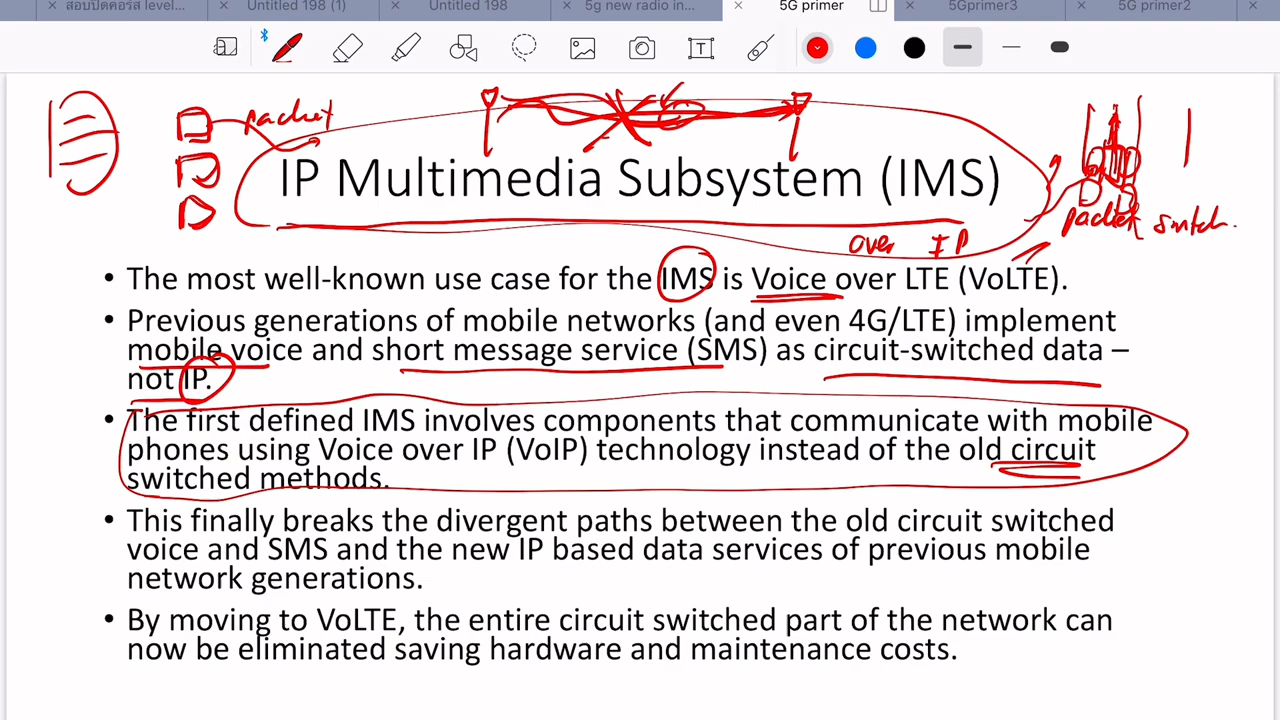 สอบปิดคอร์ส level...
Untitled 198 (1)
Untitled 198
5g new radio in...
5G primer
5Gprimer3
5G primer2
packet
IP Multimedia Subsystem (IMS)
packet switch.
over IP
• The most well-known use case for the IMS is Voice over LTE (VoLTE).
• Previous generations of mobile networks (and even 4G/LTE) implement
mobile voice and short message service (SMS) as circuit-switched data –
not IP.
• The first defined IMS involves components that communicate with mobile
phones using Voice over IP (VoIP) technology instead of the old circuit
switched methods.
• This finally breaks the divergent paths between the old circuit switched
voice and SMS and the new IP based data services of previous mobile
network generations.
• By moving to VoLTE, the entire circuit switched part of the network can
now be eliminated saving hardware and maintenance costs.